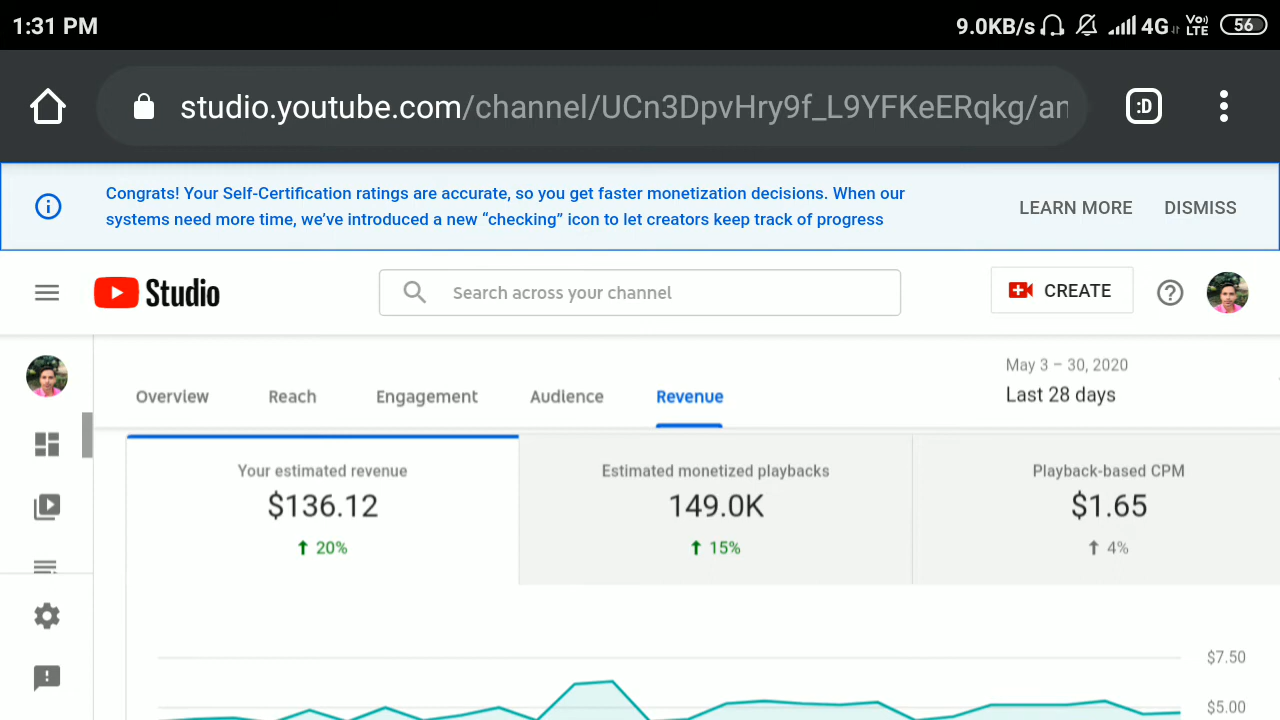 1:31 PM
9.0KB/s 4G Vo) LTE 56
studio.youtube.com/channel/UCn3DpvHry9f_L9YFKeERqkg/an
:D
Congrats! Your Self-Certification ratings are accurate, so you get faster monetization decisions. When our
systems need more time, we’ve introduced a new “checking” icon to let creators keep track of progress
LEARN MORE
DISMISS
Studio
Search across your channel
CREATE
May 3 – 30, 2020
Last 28 days
Overview
Reach
Engagement
Audience
Revenue
Your estimated revenue
$136.12
20%
Estimated monetized playbacks
149.0K
15%
Playback-based CPM
$1.65
4%
$7.50
$5.00